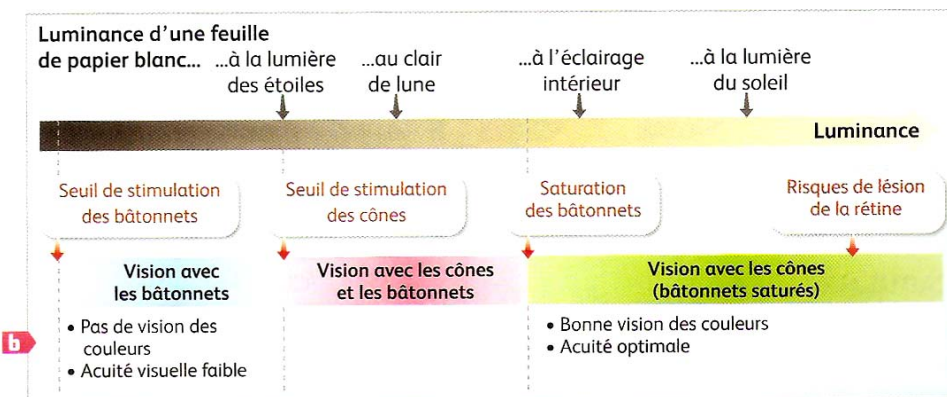 Luminance d'une feuille
de papier blanc...
...à la lumière
des étoiles
...au clair
de lune
...à l'éclairage
intérieur
...à la lumière
du soleil
Luminance
Seuil de stimulation
des bâtonnets
Seuil de stimulation
des cônes
Saturation
des bâtonnets
Risques de lésion
de la rétine
Vision avec
les bâtonnets
Vision avec les cônes
et les bâtonnets
Vision avec les cônes
(bâtonnets saturés)
b
• Pas de vision des
couleurs
• Acuité visuelle faible
• Bonne vision des couleurs
• Acuité optimale